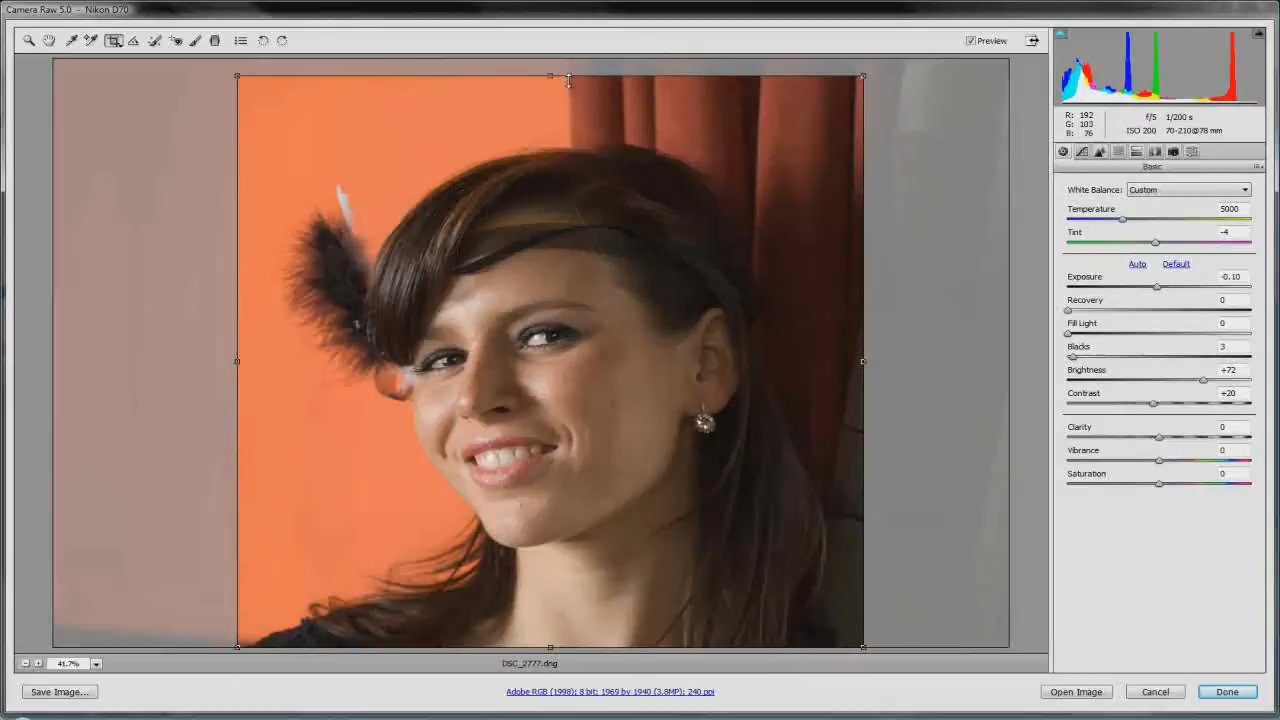 Camera Raw 5.0 - Nikon D70
Preview
R: 192
G: 103
B: 76
f/5 1/200 s
ISO 200 70-210@78 mm
Basic
White Balance: Custom
Temperature 5000
Tint -4
Auto Default
Exposure -0.10
Recovery 0
Fill Light 0
Blacks 3
Brightness +72
Contrast +20
Clarity 0
Vibrance 0
Saturation 0
41.7%
DSC_2777.dng
Save Image...
Adobe RGB (1998); 8 bit; 1969 by 1940 (3.8MP); 240 ppi
Open Image
Cancel
Done